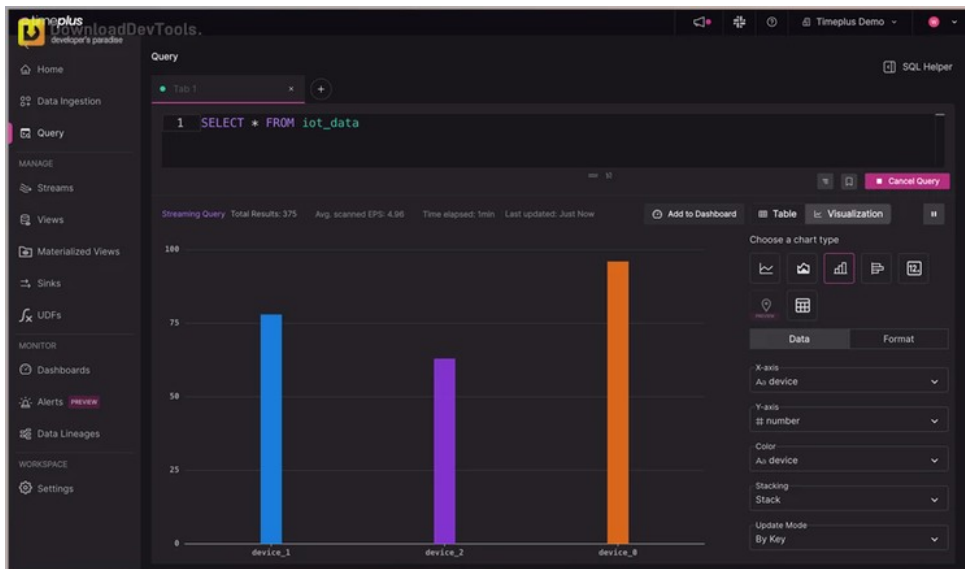 timeplus
DownloadDevTools.
developer's paradise
Timeplus Demo
N
Home
Data Ingestion
Query
MANAGE
Streams
Views
Materialized Views
Sinks
UDFs
MONITOR
Dashboards
Alerts PREVIEW
Data Lineages
WORKSPACE
Settings
Query
SQL Helper
Tab 1
1 SELECT * FROM iot_data
Cancel Query
Streaming Query Total Results: 375 Avg. scanned EPS: 4.96 Time elapsed: 1min Last updated: Just Now
Add to Dashboard
Table
Visualization
100
75
50
25
0
device_1 device_2 device_0
Choose a chart type
PREVIEW
Data Format
X-axis
Aa device
Y-axis
# number
Color
Aa device
Stacking
Stack
Update Mode
By Key